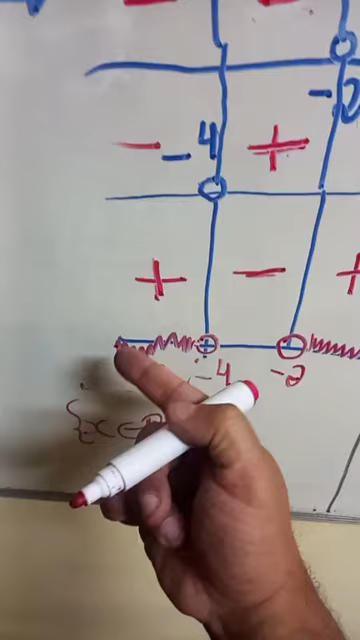 − +
-2
− -4 +
+ − +
-4 -2
{x ∈ R